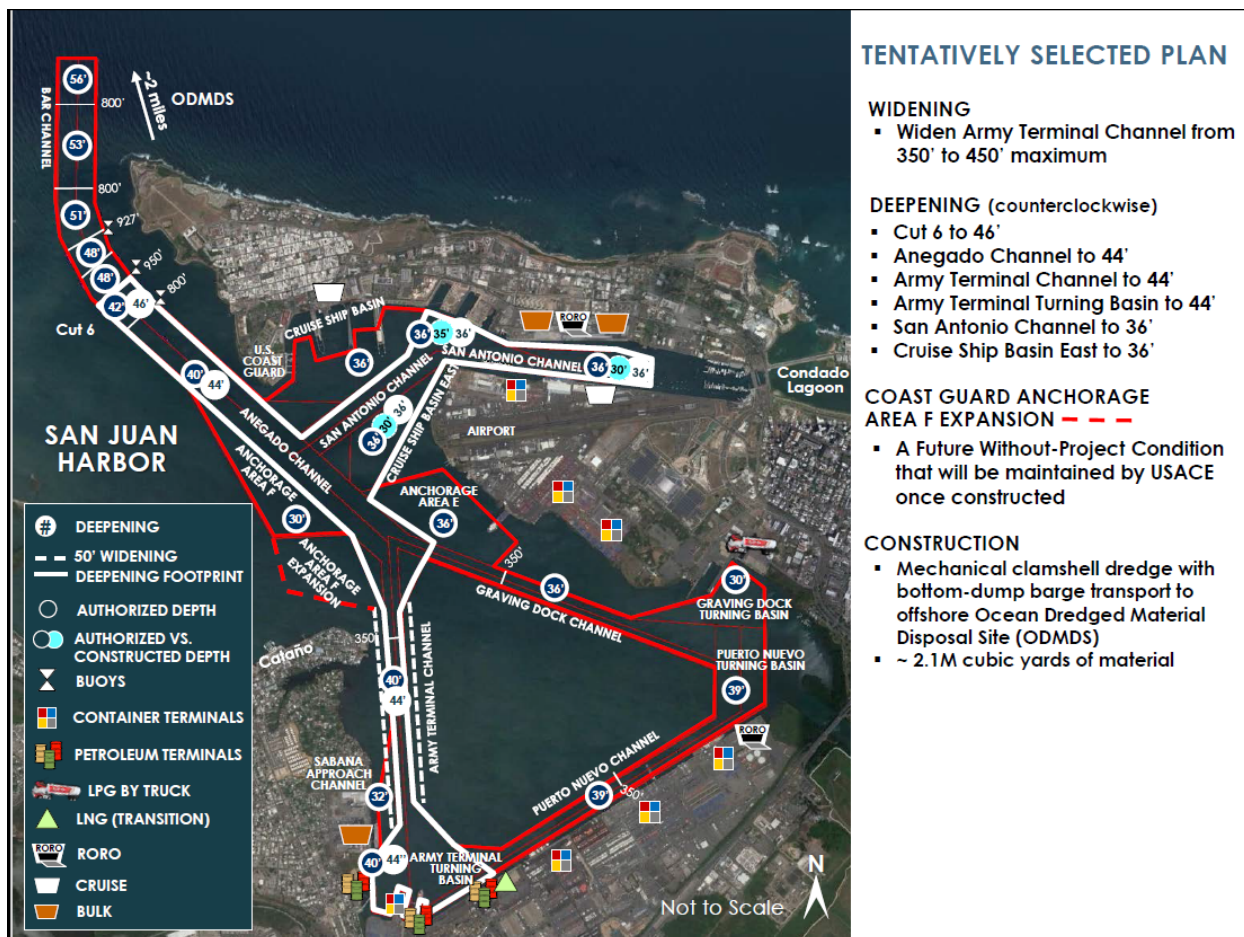 56'
BAR CHANNEL
800'
~2 miles
ODMDS
53'
800'
51'
927'
48'
950'
48'
800'
42'
46'
Cut 6
CRUISE SHIP BASIN
U.S.
COAST
GUARD
36'
36'
35'
36'
RORO
SAN ANTONIO CHANNEL
36'
30'
36'
Condado
Lagoon
40'
44'
ANEGADO CHANNEL
SAN ANTONIO CHANNEL
36'
30'
36'
CRUISE SHIP BASIN EAST
AIRPORT
SAN JUAN
HARBOR
ANCHORAGE
AREA F
30'
ANCHORAGE
AREA F
EXPANSION
ANCHORAGE
AREA E
36'
350'
36'
GRAVING DOCK CHANNEL
30'
GRAVING DOCK
TURNING BASIN
PUERTO NUEVO
TURNING BASIN
39'
RORO
350'
Cataño
40'
44'
ARMY TERMINAL CHANNEL
SABANA
APPROACH
CHANNEL
32'
PUERTO NUEVO CHANNEL
39'
350'
40'
44"
ARMY TERMINAL
TURNING
BASIN
N
Not to Scale
#
DEEPENING
50' WIDENING
DEEPENING FOOTPRINT
AUTHORIZED DEPTH
AUTHORIZED VS.
CONSTRUCTED DEPTH
BUOYS
CONTAINER TERMINALS
PETROLEUM TERMINALS
LPG BY TRUCK
LNG (TRANSITION)
RORO
RORO
CRUISE
BULK
TENTATIVELY SELECTED PLAN
WIDENING
▪ Widen Army Terminal Channel from
350' to 450' maximum
DEEPENING (counterclockwise)
▪ Cut 6 to 46'
▪ Anegado Channel to 44'
▪ Army Terminal Channel to 44'
▪ Army Terminal Turning Basin to 44'
▪ San Antonio Channel to 36'
▪ Cruise Ship Basin East to 36'
COAST GUARD ANCHORAGE
AREA F EXPANSION
▪ A Future Without-Project Condition
that will be maintained by USACE
once constructed
CONSTRUCTION
▪ Mechanical clamshell dredge with
bottom-dump barge transport to
offshore Ocean Dredged Material
Disposal Site (ODMDS)
▪ ~ 2.1M cubic yards of material